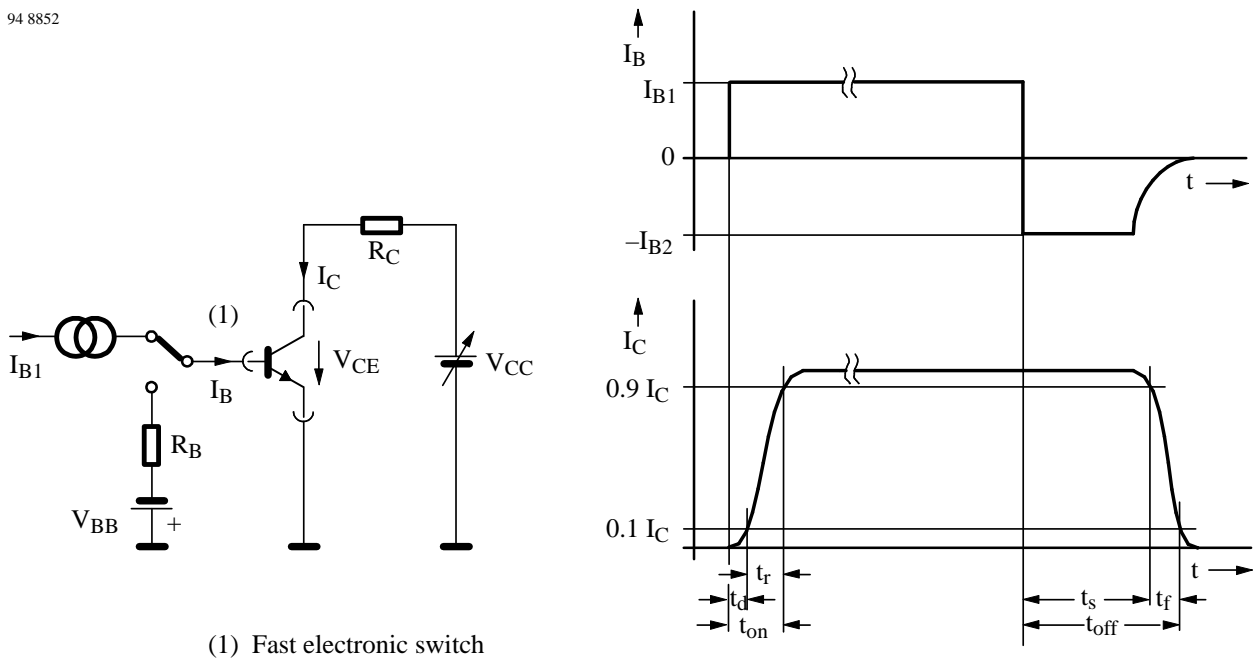 94 8852
I_B1
(1)
I_B
I_C
R_C
V_CE
V_CC
R_B
V_BB
+
(1) Fast electronic switch
I_B
I_B1
0
t
–I_B2
I_C
0.9 I_C
0.1 I_C
t
t_r
t_d
t_on
t_s
t_f
t_off